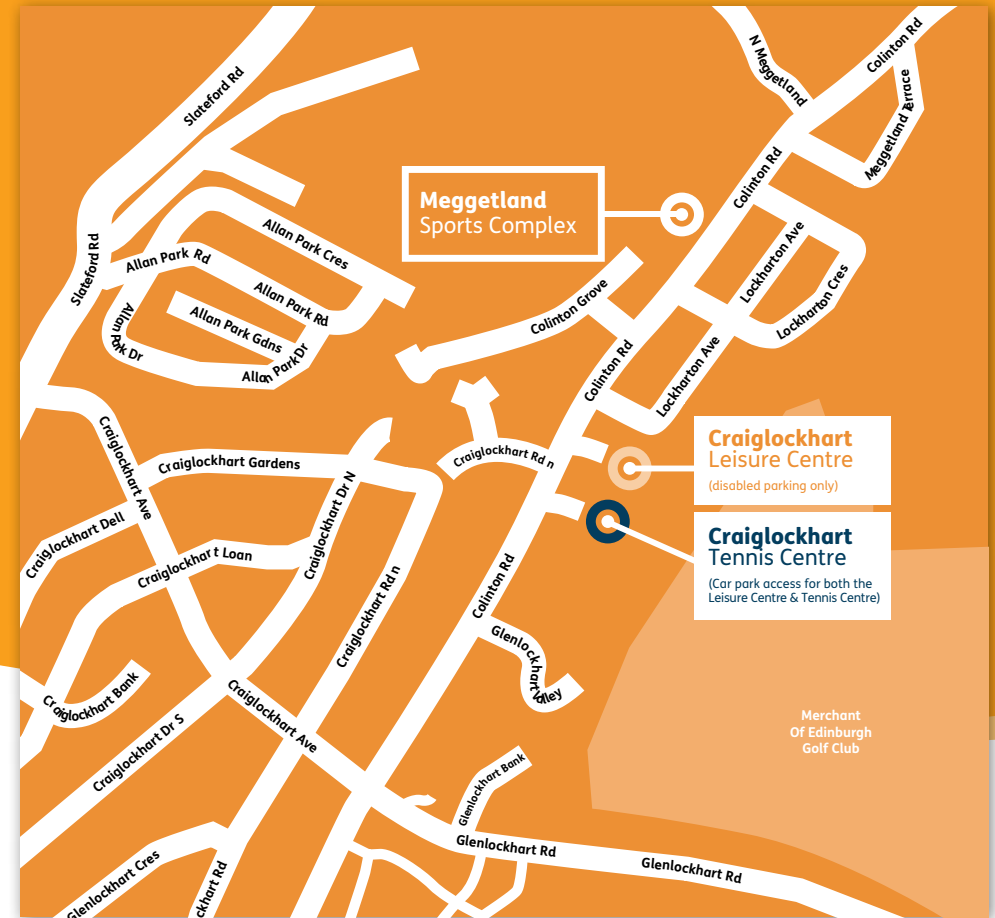 Slateford Rd
N Meggetland
Colinton Rd
Meggetland Terrace
Colinton Rd
Meggetland
Sports Complex
Slateford Rd
Allan Park Cres
Allan Park Rd
Allan Park Rd
Allan Park Gdns
Allan Park Dr
Allan Park Dr
Lockharton Ave
Lockharton Cres
Colinton Grove
Colinton Rd
Lockharton Ave
Craiglockhart
Leisure Centre
(disabled parking only)
Craiglockhart
Tennis Centre
(Car park access for both the
Leisure Centre & Tennis Centre)
Craiglockhart Ave
Craiglockhart Gardens
Craiglockhart Rd n
Craiglockhart Dr N
Craiglockhart Dell
Craiglockhart Loan
Craiglockhart Rd n
Colinton Rd
Glenlockhart Valley
Craiglockhart Bank
Craiglockhart Ave
Craiglockhart Dr S
Merchant
Of Edinburgh
Golf Club
Glenlockhart Bank
Glenlockhart Rd
Glenlockhart Rd
Glenlockhart Cres
ckhart Rd